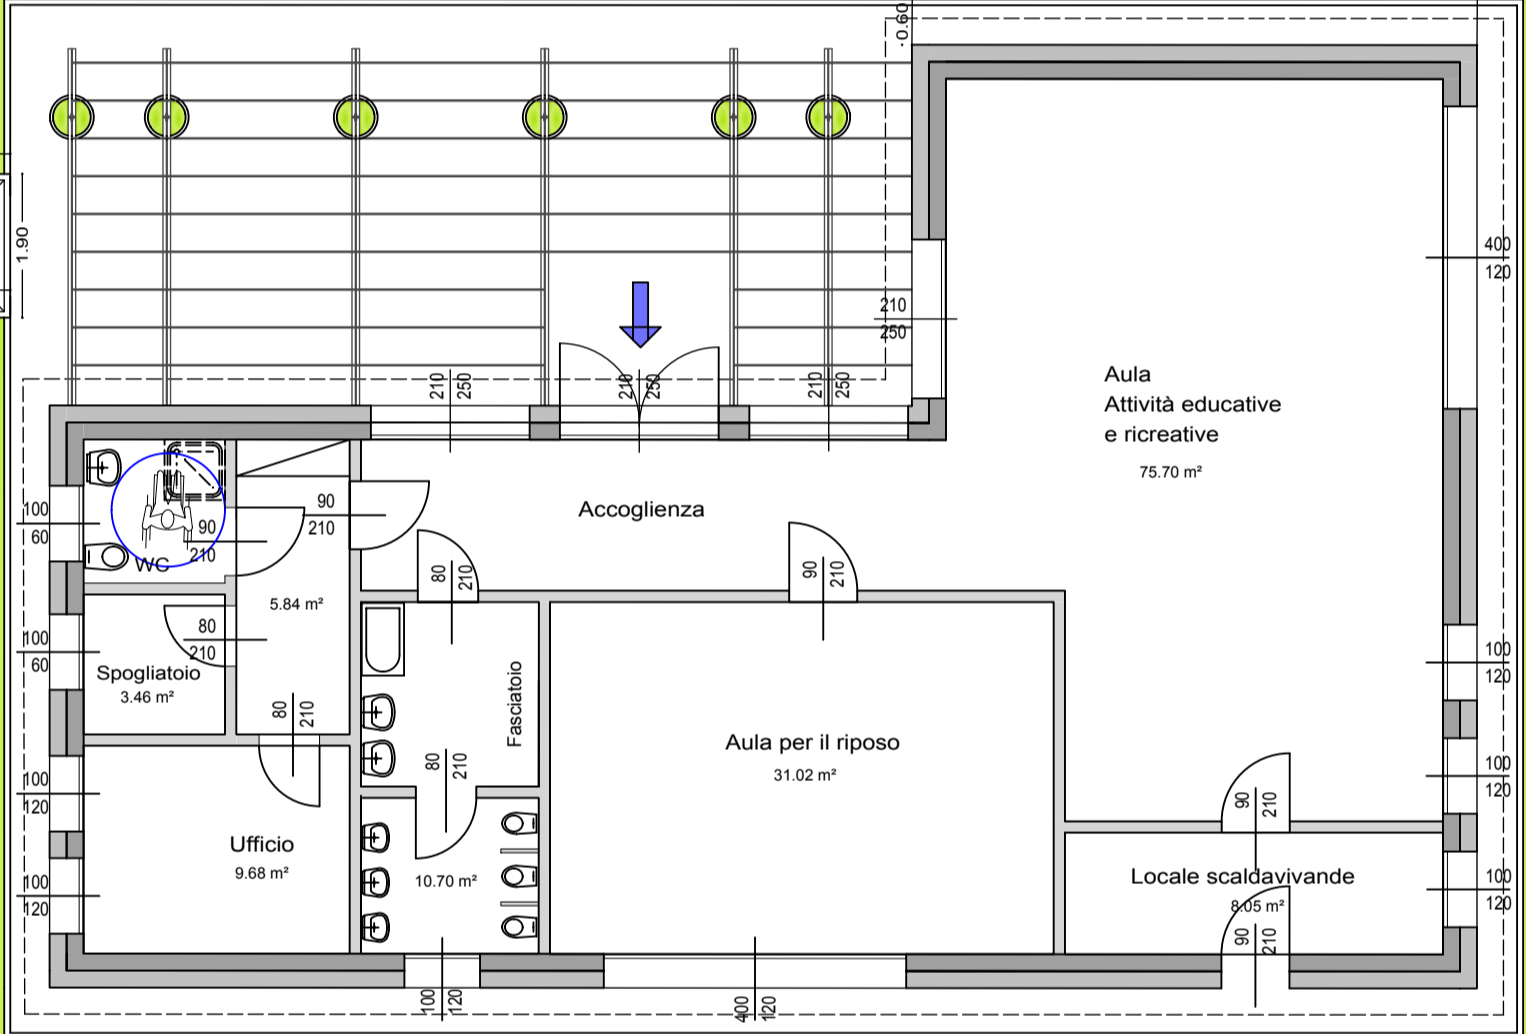 0.60
1.90
400
120
210
250
210
250
210
250
210
250
Aula
Attività educative
e ricreative
75.70 m²
100
60
90
210
90
210
Accoglienza
WC
80
210
90
210
5.84 m²
100
60
80
210
Spogliatoio
3.46 m²
Fasciatoio
100
120
80
210
80
210
Aula per il riposo
31.02 m²
100
120
100
120
90
210
Ufficio
9.68 m²
10.70 m²
Locale scaldavivande
8.05 m²
100
120
100
120
90
210
100
120
400
120